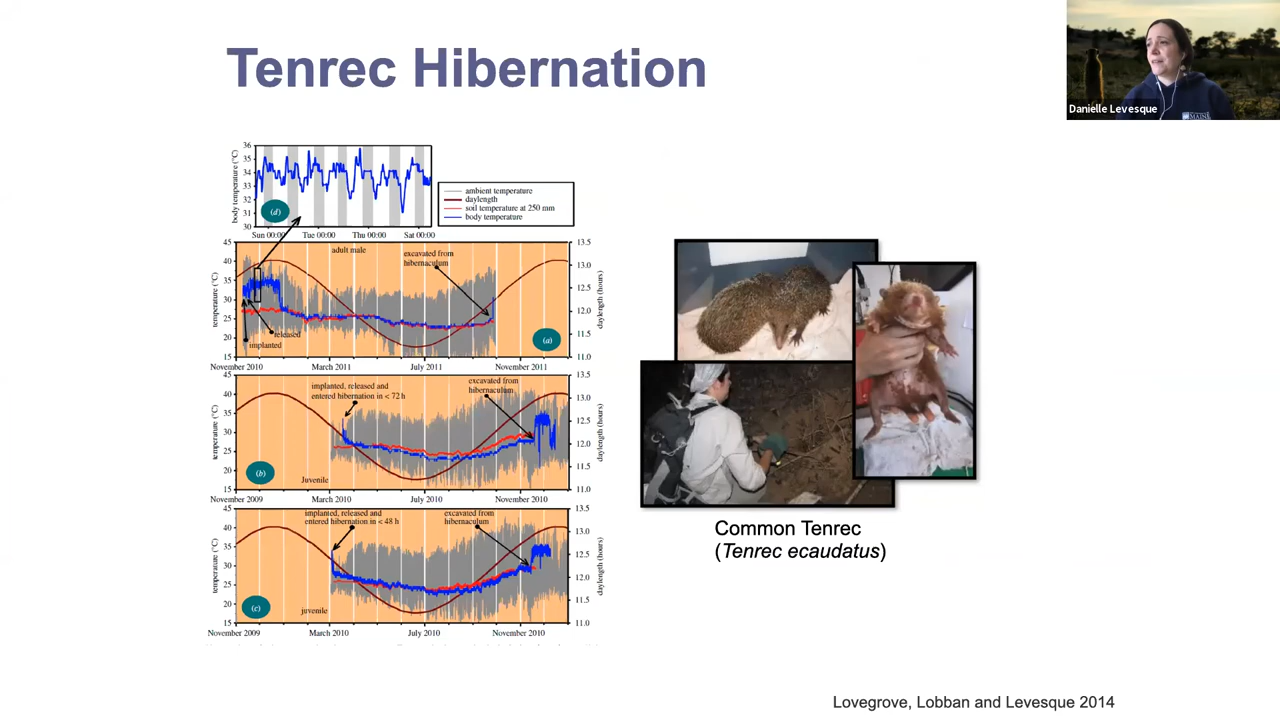 Tenrec Hibernation
Danielle Levesque
MAINE
36
35
34
33
32
31
30
body temperature (°C)
(d)
Sun 00:00 Tue 00:00 Thu 00:00 Sat 00:00
ambient temperature
daylength
soil temperature at 250 mm
body temperature
45
40
35
30
25
20
15
temperature (°C)
adult male
excavated from
hibernaculum
released
implanted
(a)
13.5
13.0
12.5
12.0
11.5
11.0
daylength (hours)
November 2010 March 2011 July 2011 November 2011
45
40
35
30
25
20
15
temperature (°C)
implanted, released and
entered hibernation in < 72 h
excavated from
hibernaculum
(b)
Juvenile
13.5
13.0
12.5
12.0
11.5
11.0
daylength (hours)
November 2009 March 2010 July 2010 November 2010
45
40
35
30
25
20
15
temperature (°C)
implanted, released and
entered hibernation in < 48 h
excavated from
hibernaculum
(c)
juvenile
13.5
13.0
12.5
12.0
11.5
11.0
daylength (hours)
November 2009 March 2010 July 2010 November 2010
Common Tenrec
(Tenrec ecaudatus)
Lovegrove, Lobban and Levesque 2014